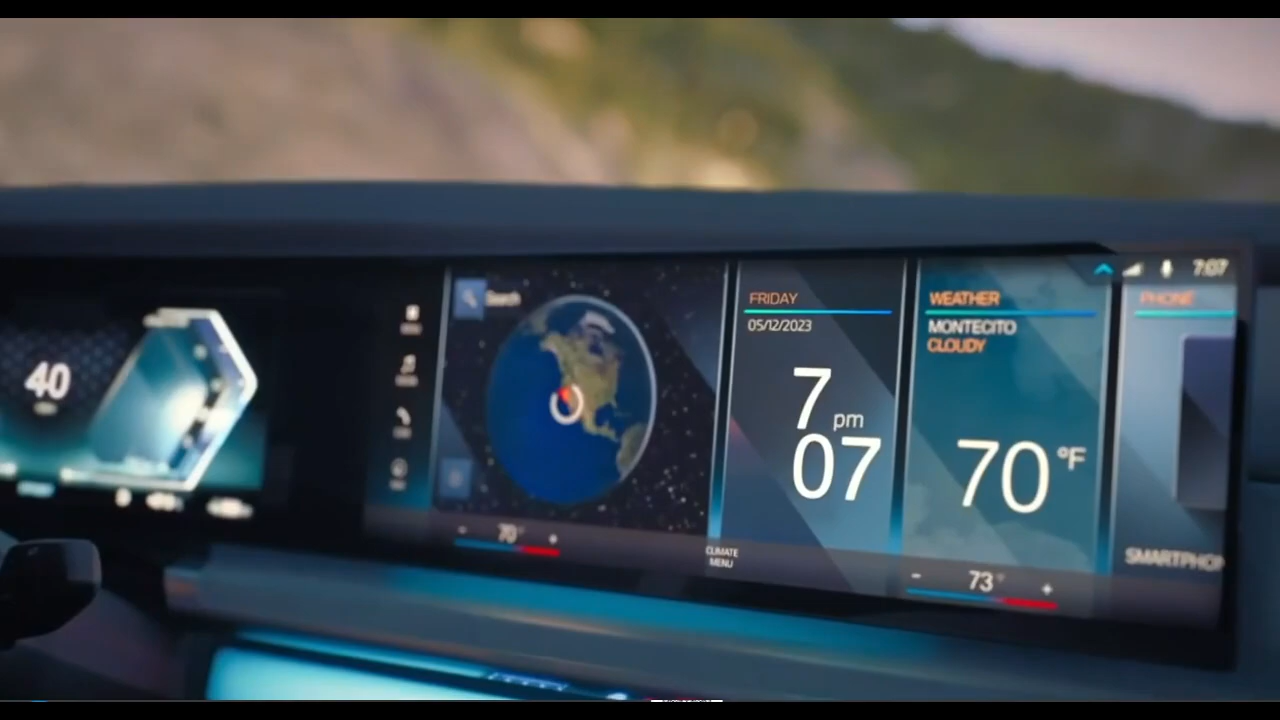 40
Search
FRIDAY
05/12/2023
7 pm
07
WEATHER
MONTECITO
CLOUDY
70°F
PHONE
7:07
SMARTPHON
- 70° +
CLIMATE
MENU
- 73° +